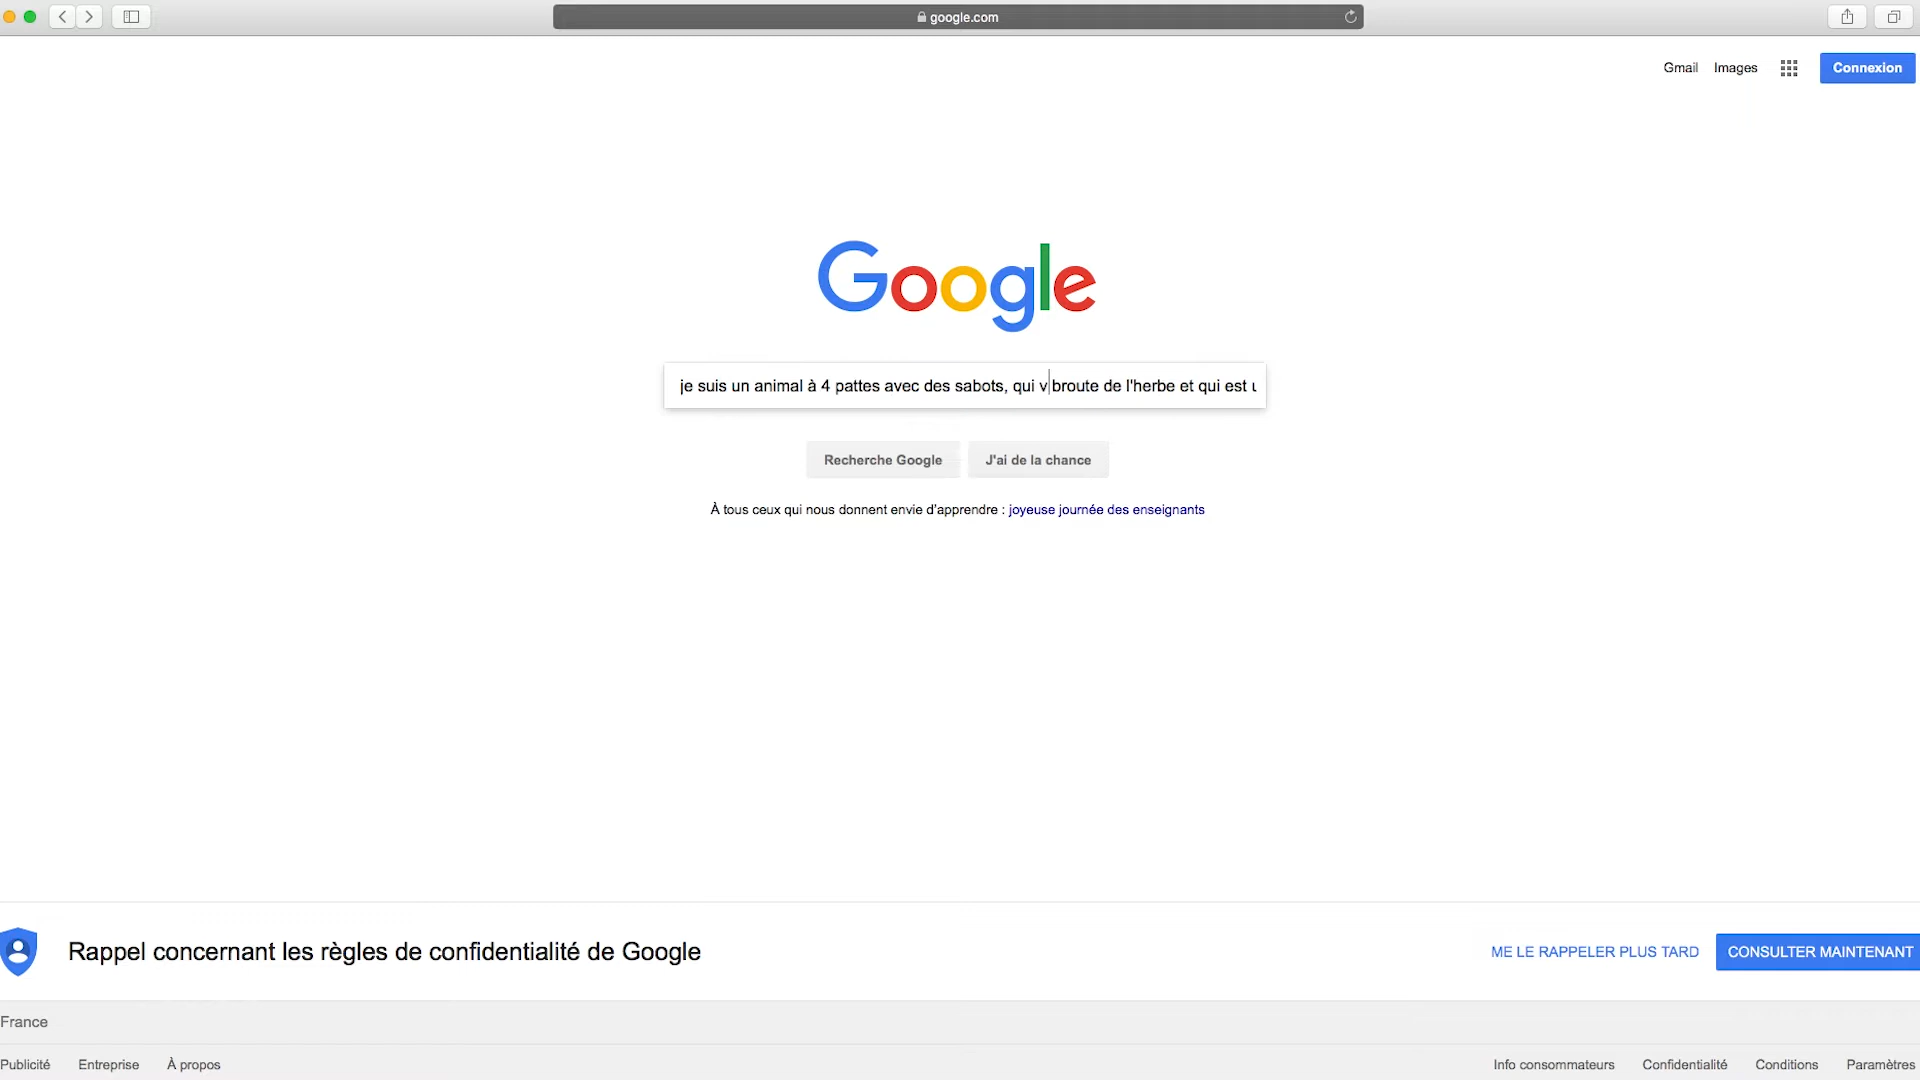 google.com
Gmail Images Connexion
Google
je suis un animal à 4 pattes avec des sabots, qui v broute de l'herbe et qui est
Recherche Google J'ai de la chance
À tous ceux qui nous donnent envie d'apprendre : joyeuse journée des enseignants
Rappel concernant les règles de confidentialité de Google ME LE RAPPELER PLUS TARD CONSULTER MAINTENANT
France
Publicité Entreprise À propos Info consommateurs Confidentialité Conditions Paramètres